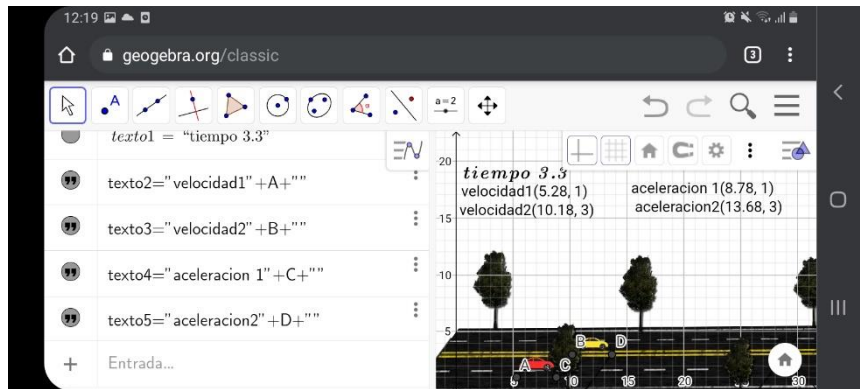 12:19
geogebra.org/classic
3
A
a=2
texto1 = “tiempo 3.3”
texto2="velocidad1"+A+""
texto3="velocidad2"+B+""
texto4="aceleracion 1"+C+""
texto5="aceleracion2"+D+""
Entrada...
tiempo 3.3
velocidad1(5.28, 1)
aceleracion 1(8.78, 1)
velocidad2(10.18, 3)
aceleracion2(13.68, 3)
20
15
10
5
B D
A C
10 15 20 30